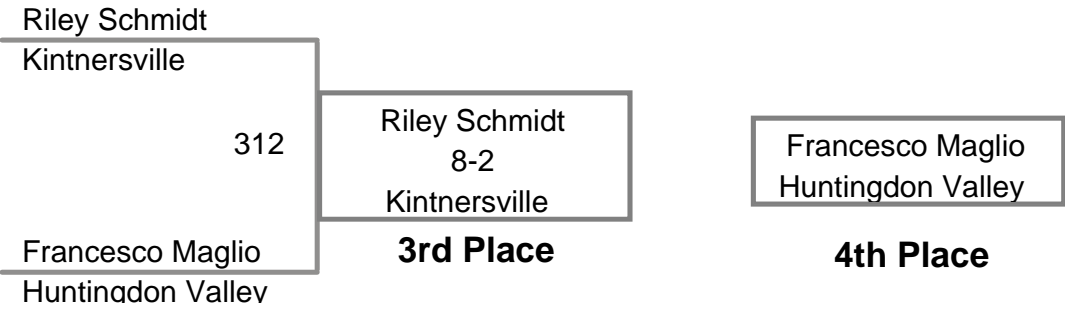 Riley Schmidt
Kintnersville
312
Riley Schmidt
8-2
Kintnersville
3rd Place
Francesco Maglio
Huntingdon Valley
4th Place
Francesco Maglio
Huntingdon Valley